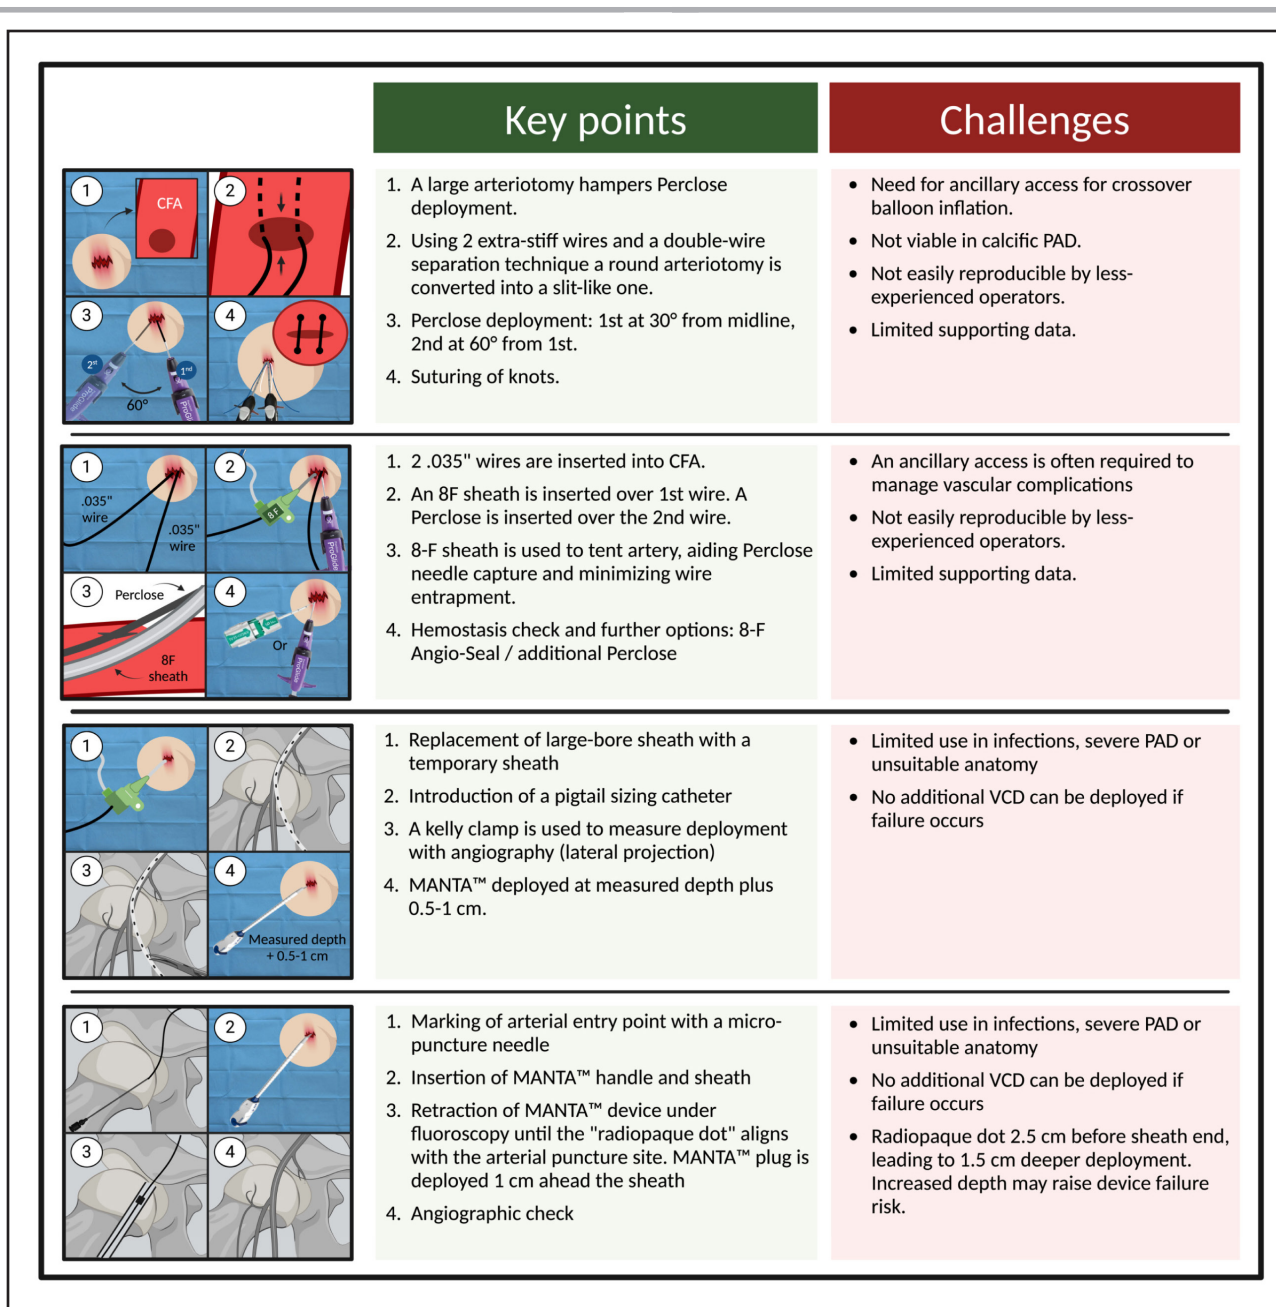 Key points
Challenges
1
CFA
2
3
2st
1nd
60°
ProGlide
ProGlide
4
1. A large arteriotomy hampers Perclose
deployment.
2. Using 2 extra-stiff wires and a double-wire
separation technique a round arteriotomy is
converted into a slit-like one.
3. Perclose deployment: 1st at 30° from midline,
2nd at 60° from 1st.
4. Suturing of knots.
• Need for ancillary access for crossover
balloon inflation.
• Not viable in calcific PAD.
• Not easily reproducible by less-
experienced operators.
• Limited supporting data.
1
.035"
wire
.035"
wire
2
8 F
ProGlide
3
Perclose
8F
sheath
4
Or
ProGlide
1. 2 .035" wires are inserted into CFA.
2. An 8F sheath is inserted over 1st wire. A
Perclose is inserted over the 2nd wire.
3. 8-F sheath is used to tent artery, aiding Perclose
needle capture and minimizing wire
entrapment.
4. Hemostasis check and further options: 8-F
Angio-Seal / additional Perclose
• An ancillary access is often required to
manage vascular complications
• Not easily reproducible by less-
experienced operators.
• Limited supporting data.
1
2
3
4
Measured depth
+ 0.5-1 cm
1. Replacement of large-bore sheath with a
temporary sheath
2. Introduction of a pigtail sizing catheter
3. A kelly clamp is used to measure deployment
with angiography (lateral projection)
4. MANTA™ deployed at measured depth plus
0.5-1 cm.
• Limited use in infections, severe PAD or
unsuitable anatomy
• No additional VCD can be deployed if
failure occurs
1
2
3
4
1. Marking of arterial entry point with a micro-
puncture needle
2. Insertion of MANTA™ handle and sheath
3. Retraction of MANTA™ device under
fluoroscopy until the "radiopaque dot" aligns
with the arterial puncture site. MANTA™ plug is
deployed 1 cm ahead the sheath
4. Angiographic check
• Limited use in infections, severe PAD or
unsuitable anatomy
• No additional VCD can be deployed if
failure occurs
• Radiopaque dot 2.5 cm before sheath end,
leading to 1.5 cm deeper deployment.
Increased depth may raise device failure
risk.